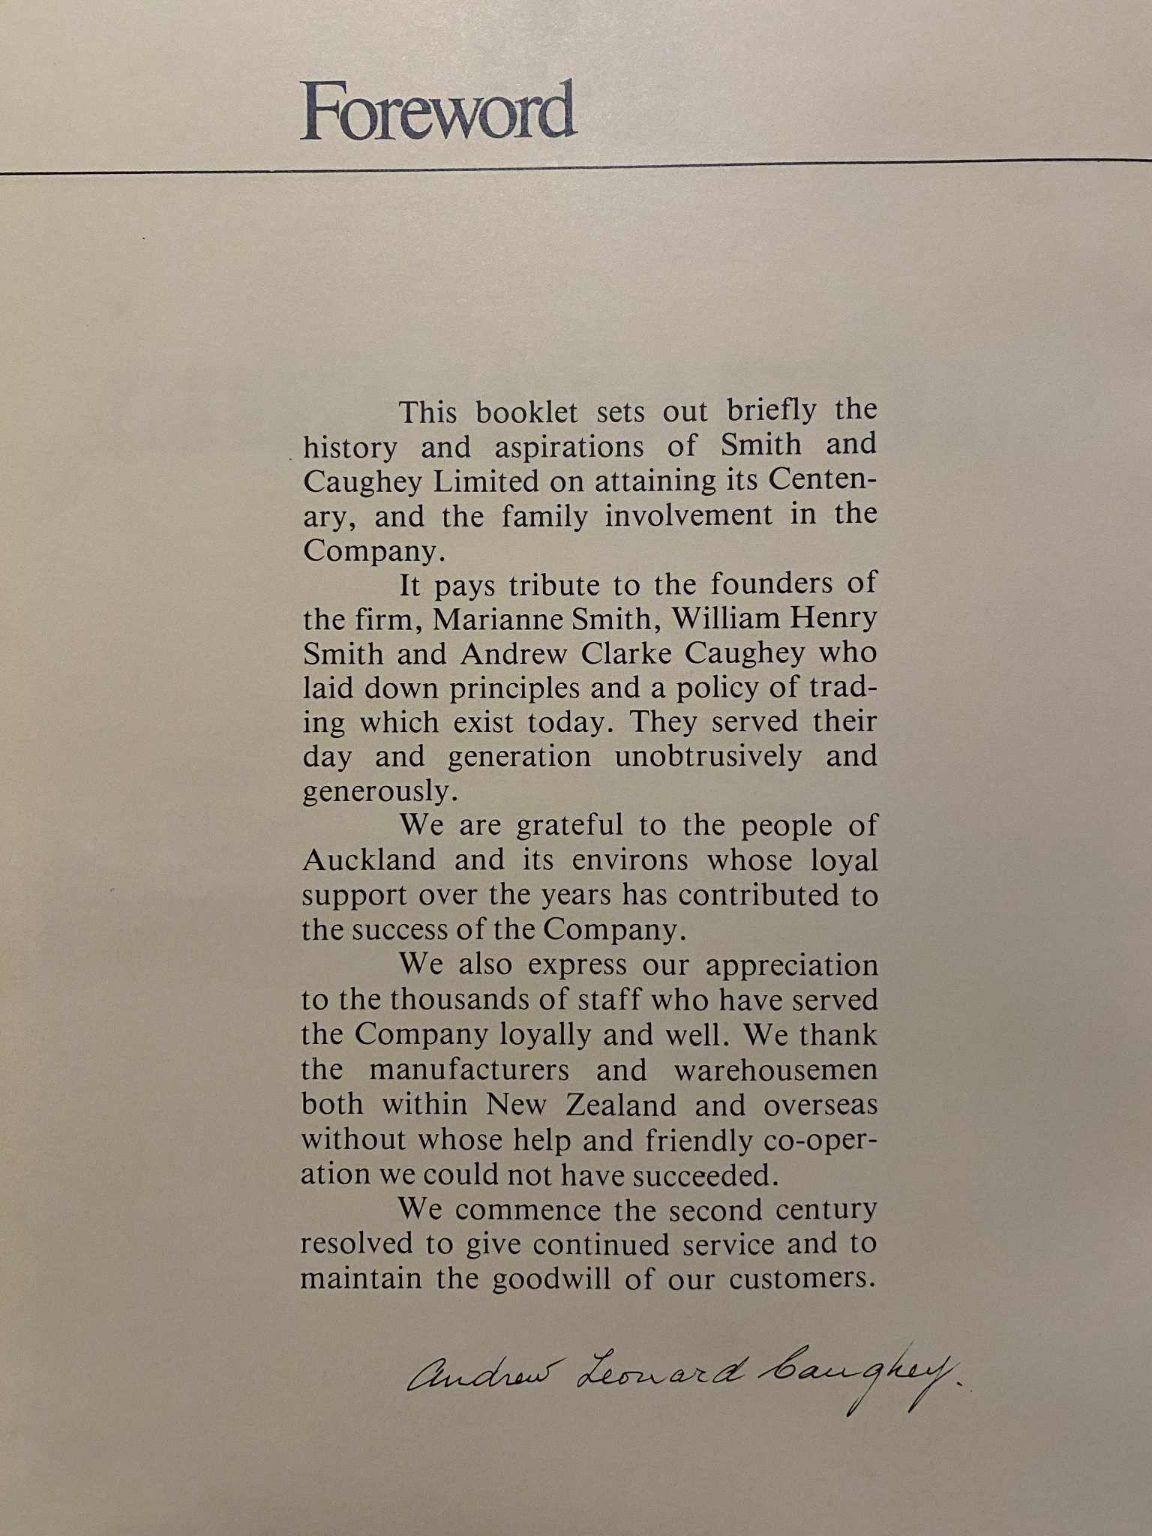 Foreword
This booklet sets out briefly the
history and aspirations of Smith and
Caughey Limited on attaining its Centen-
ary, and the family involvement in the
Company.
It pays tribute to the founders of
the firm, Marianne Smith, William Henry
Smith and Andrew Clarke Caughey who
laid down principles and a policy of trad-
ing which exist today. They served their
day and generation unobtrusively and
generously.
We are grateful to the people of
Auckland and its environs whose loyal
support over the years has contributed to
the success of the Company.
We also express our appreciation
to the thousands of staff who have served
the Company loyally and well. We thank
the manufacturers and warehousemen
both within New Zealand and overseas
without whose help and friendly co-oper-
ation we could not have succeeded.
We commence the second century
resolved to give continued service and to
maintain the goodwill of our customers.
Andrew Leonard Caughey.